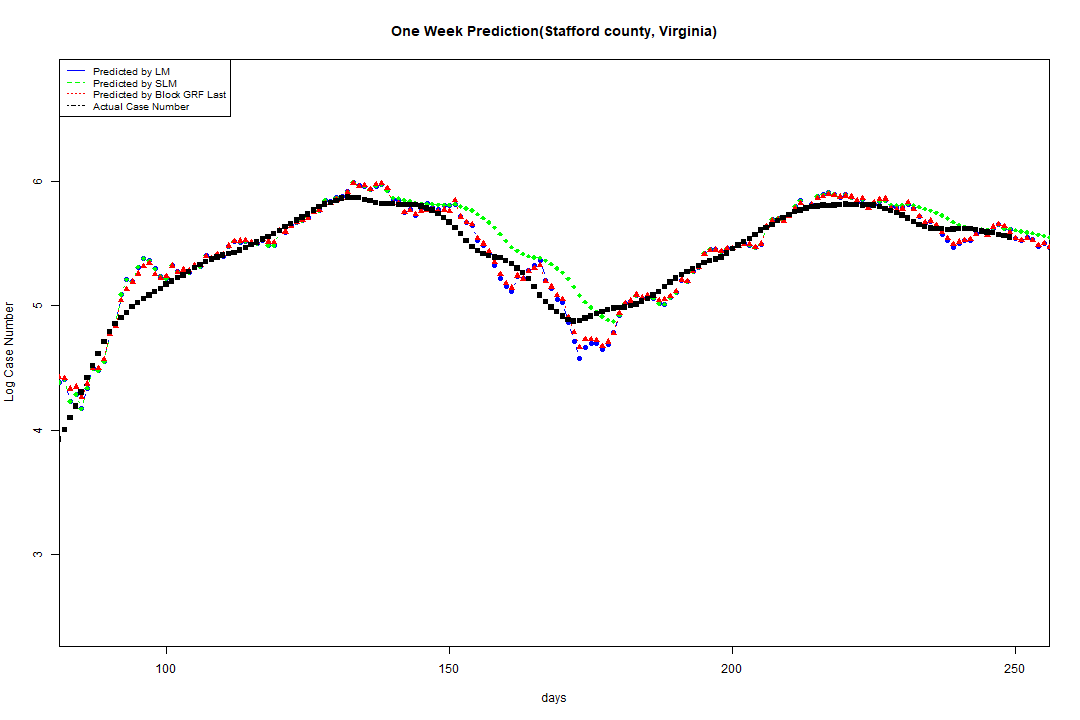 One Week Prediction(Stafford county, Virginia)
Predicted by LM
Predicted by SLM
Predicted by Block GRF Last
Actual Case Number
6
5
4
3
Log Case Number
100
150
200
250
days